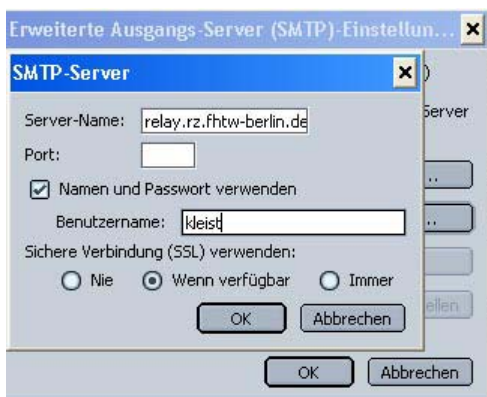 Erweiterte Ausgangs-Server (SMTP)-Einstellun...
SMTP-Server
)
Server-Name: relay.rz.fhtw-berlin.de
Server
Port:
Namen und Passwort verwenden
..
Benutzername: kleist
..
Sichere Verbindung (SSL) verwenden:
Nie Wenn verfügbar Immer
OK Abbrechen
ellen
OK Abbrechen